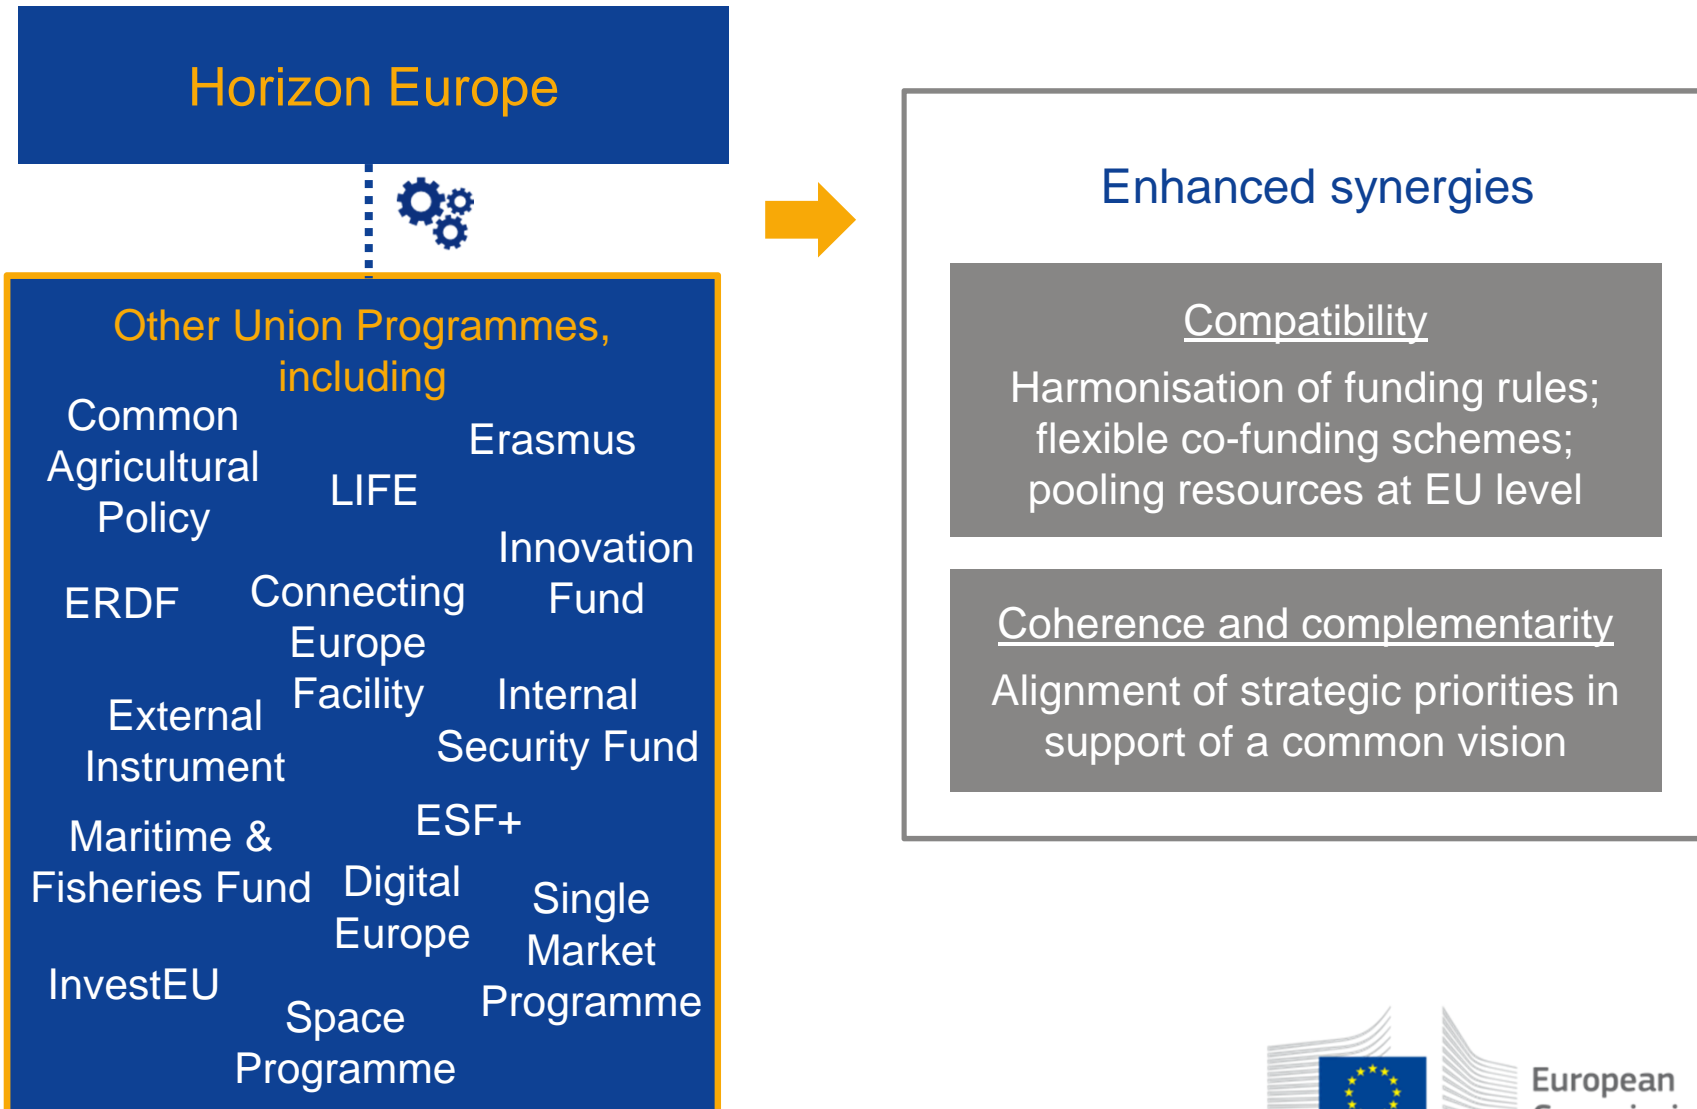 Horizon Europe
Other Union Programmes,
including
Common
Agricultural
Policy
Erasmus
LIFE
Innovation
Fund
ERDF
Connecting
Europe
Facility
External
Instrument
Internal
Security Fund
ESF+
Maritime &
Fisheries Fund
Digital
Europe
Single
Market
Programme
InvestEU
Space
Programme
Enhanced synergies
Compatibility
Harmonisation of funding rules;
flexible co-funding schemes;
pooling resources at EU level
Coherence and complementarity
Alignment of strategic priorities in
support of a common vision
European